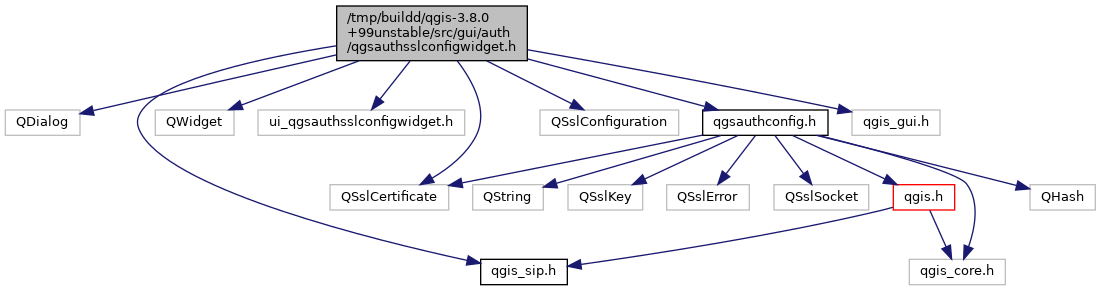 /tmp/buildd/qgis-3.8.0
+99unstable/src/gui/auth
/qgsauthsslconfigwidget.h
QDialog
QWidget
ui_qgsauthsslconfigwidget.h
QSslConfiguration
qgsauthconfig.h
qgis_gui.h
QSslCertificate
QString
QSslKey
QSslError
QSslSocket
qgis.h
QHash
qgis_sip.h
qgis_core.h